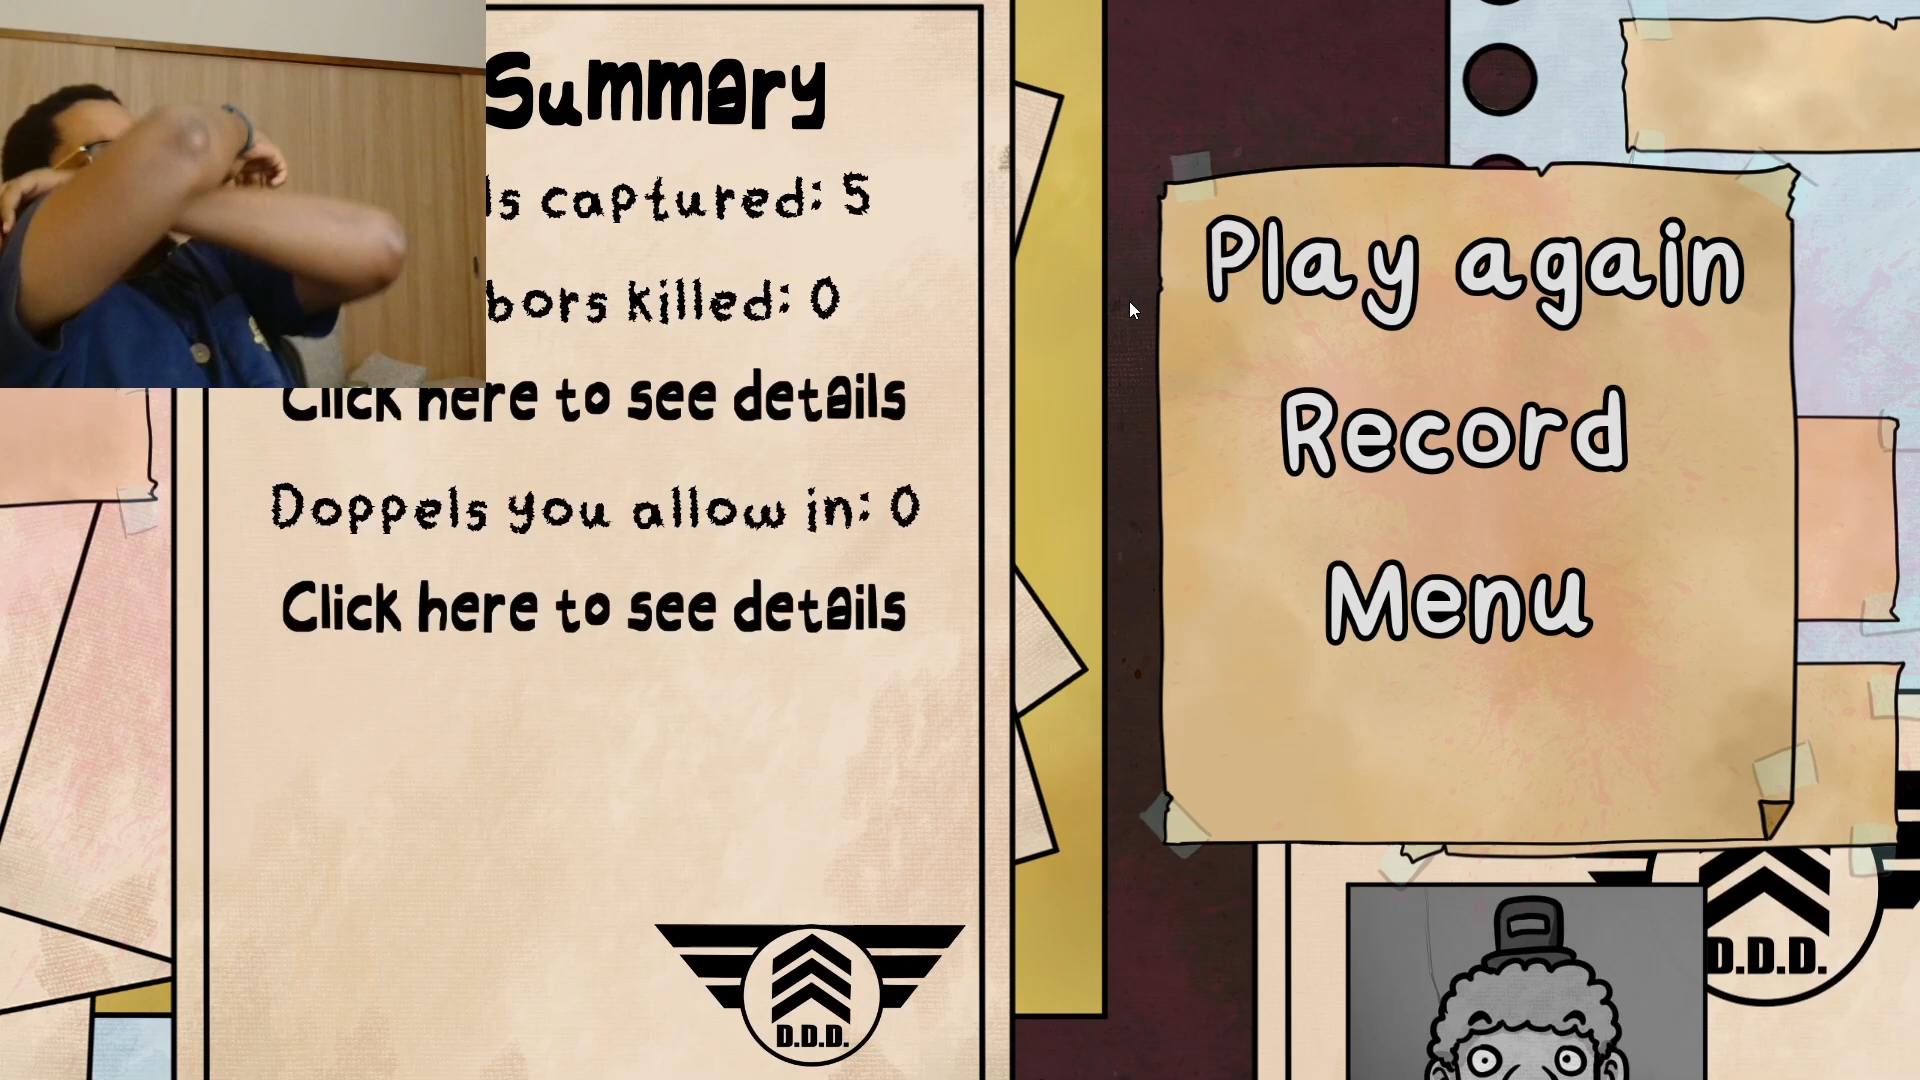 Summary
captured: 5
killed: 0
Click here to see details
Doppels you allow in: 0
Click here to see details
D.D.D.
Play again
Record
Menu
D.D.D.